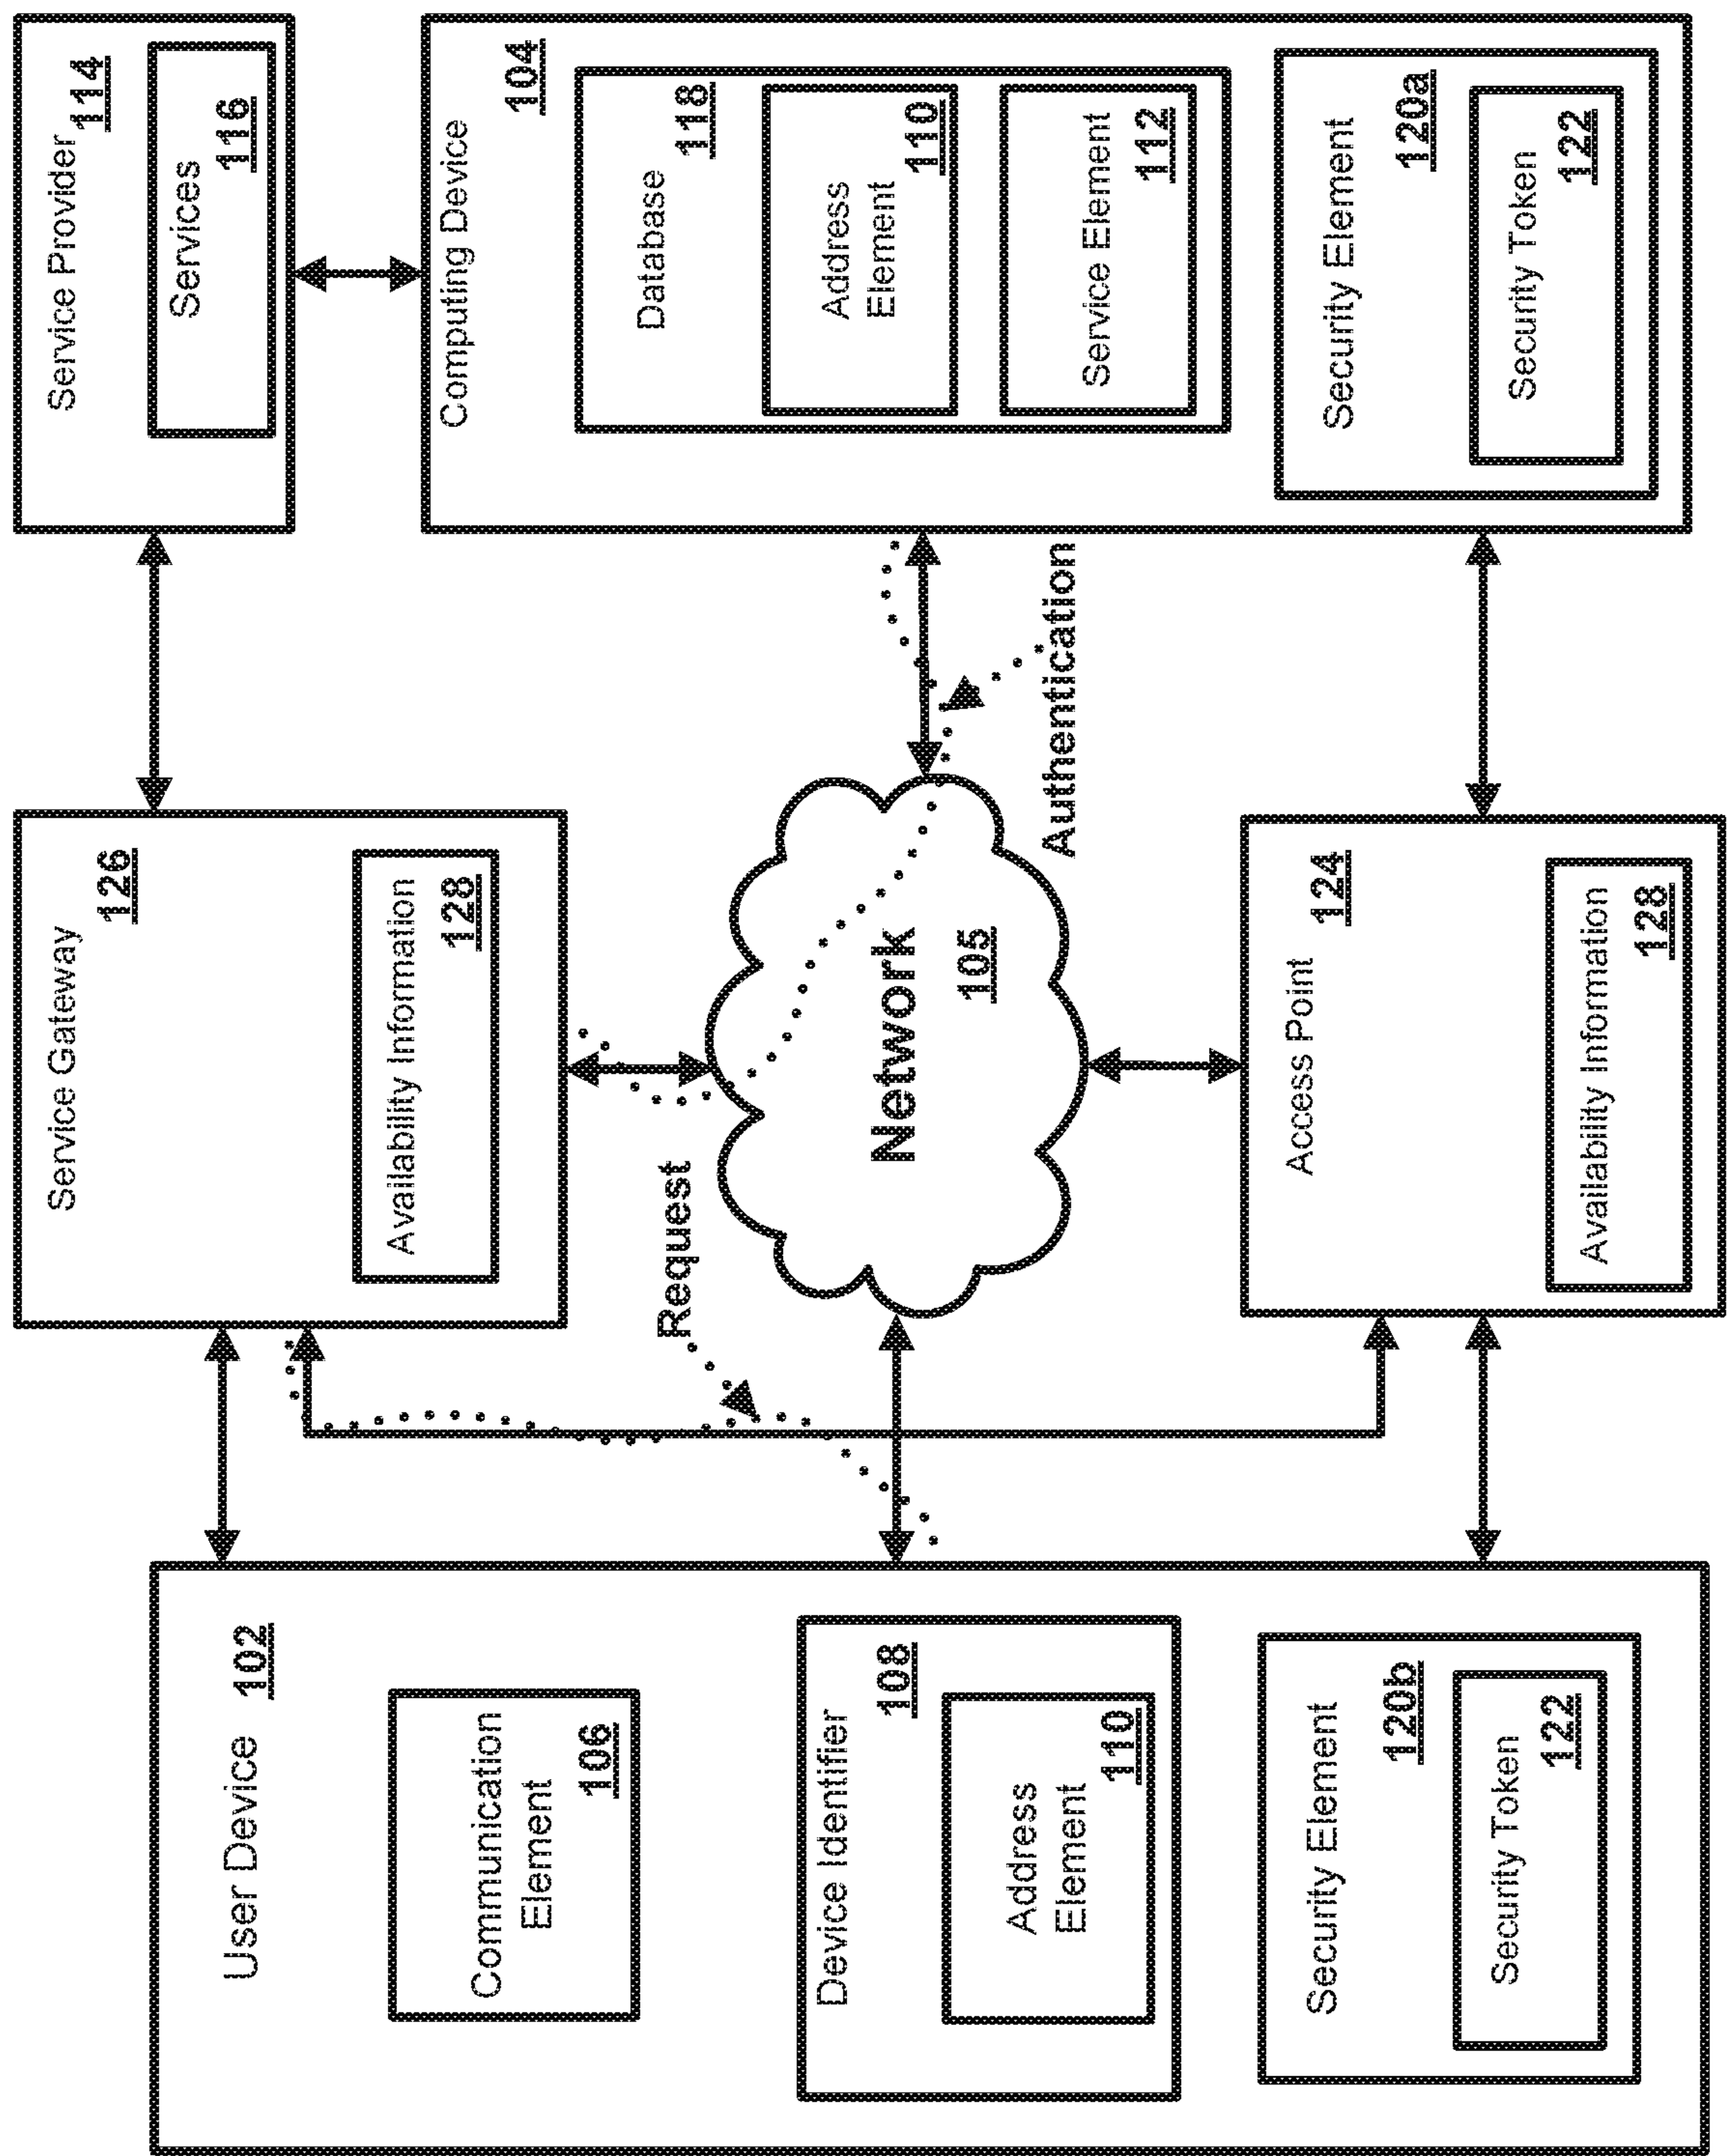 User Device 102
Communication
Element
106
Device Identifier
108
Address
Element
110
Security Element
120b
Security Token
122
Service Gateway
126
Availability Information
128
Request
Network
105
Authentication
Access Point
124
Availability Information
128
Service Provider
114
Services
116
Computing Device
104
Database
118
Address
Element
110
Service Element
112
Security Element
120a
Security Token
122